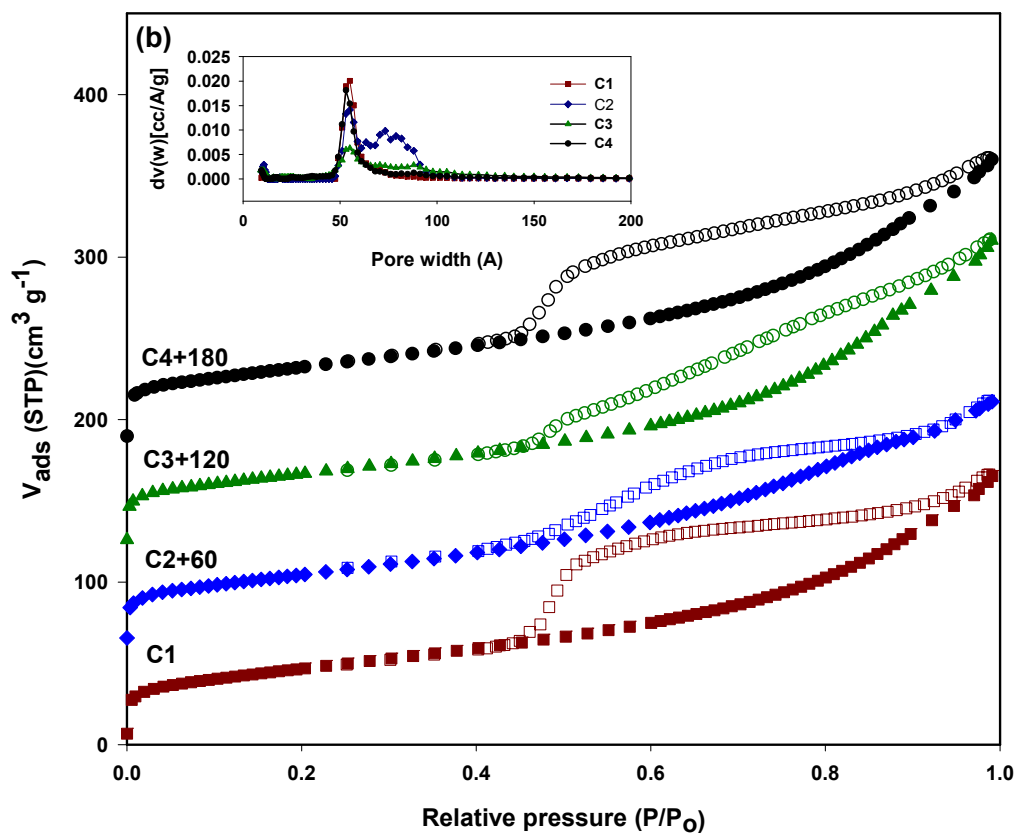 (b)
0.025
0.020
0.015
0.010
0.005
0.000
dv(w)[cc/A/g]
0 50 100 150 200
Pore width (A)
C1
C2
C3
C4
400
300
200
100
0
Vads (STP)(cm³ g⁻¹)
C4+180
C3+120
C2+60
C1
0.0 0.2 0.4 0.6 0.8 1.0
Relative pressure (P/Po)